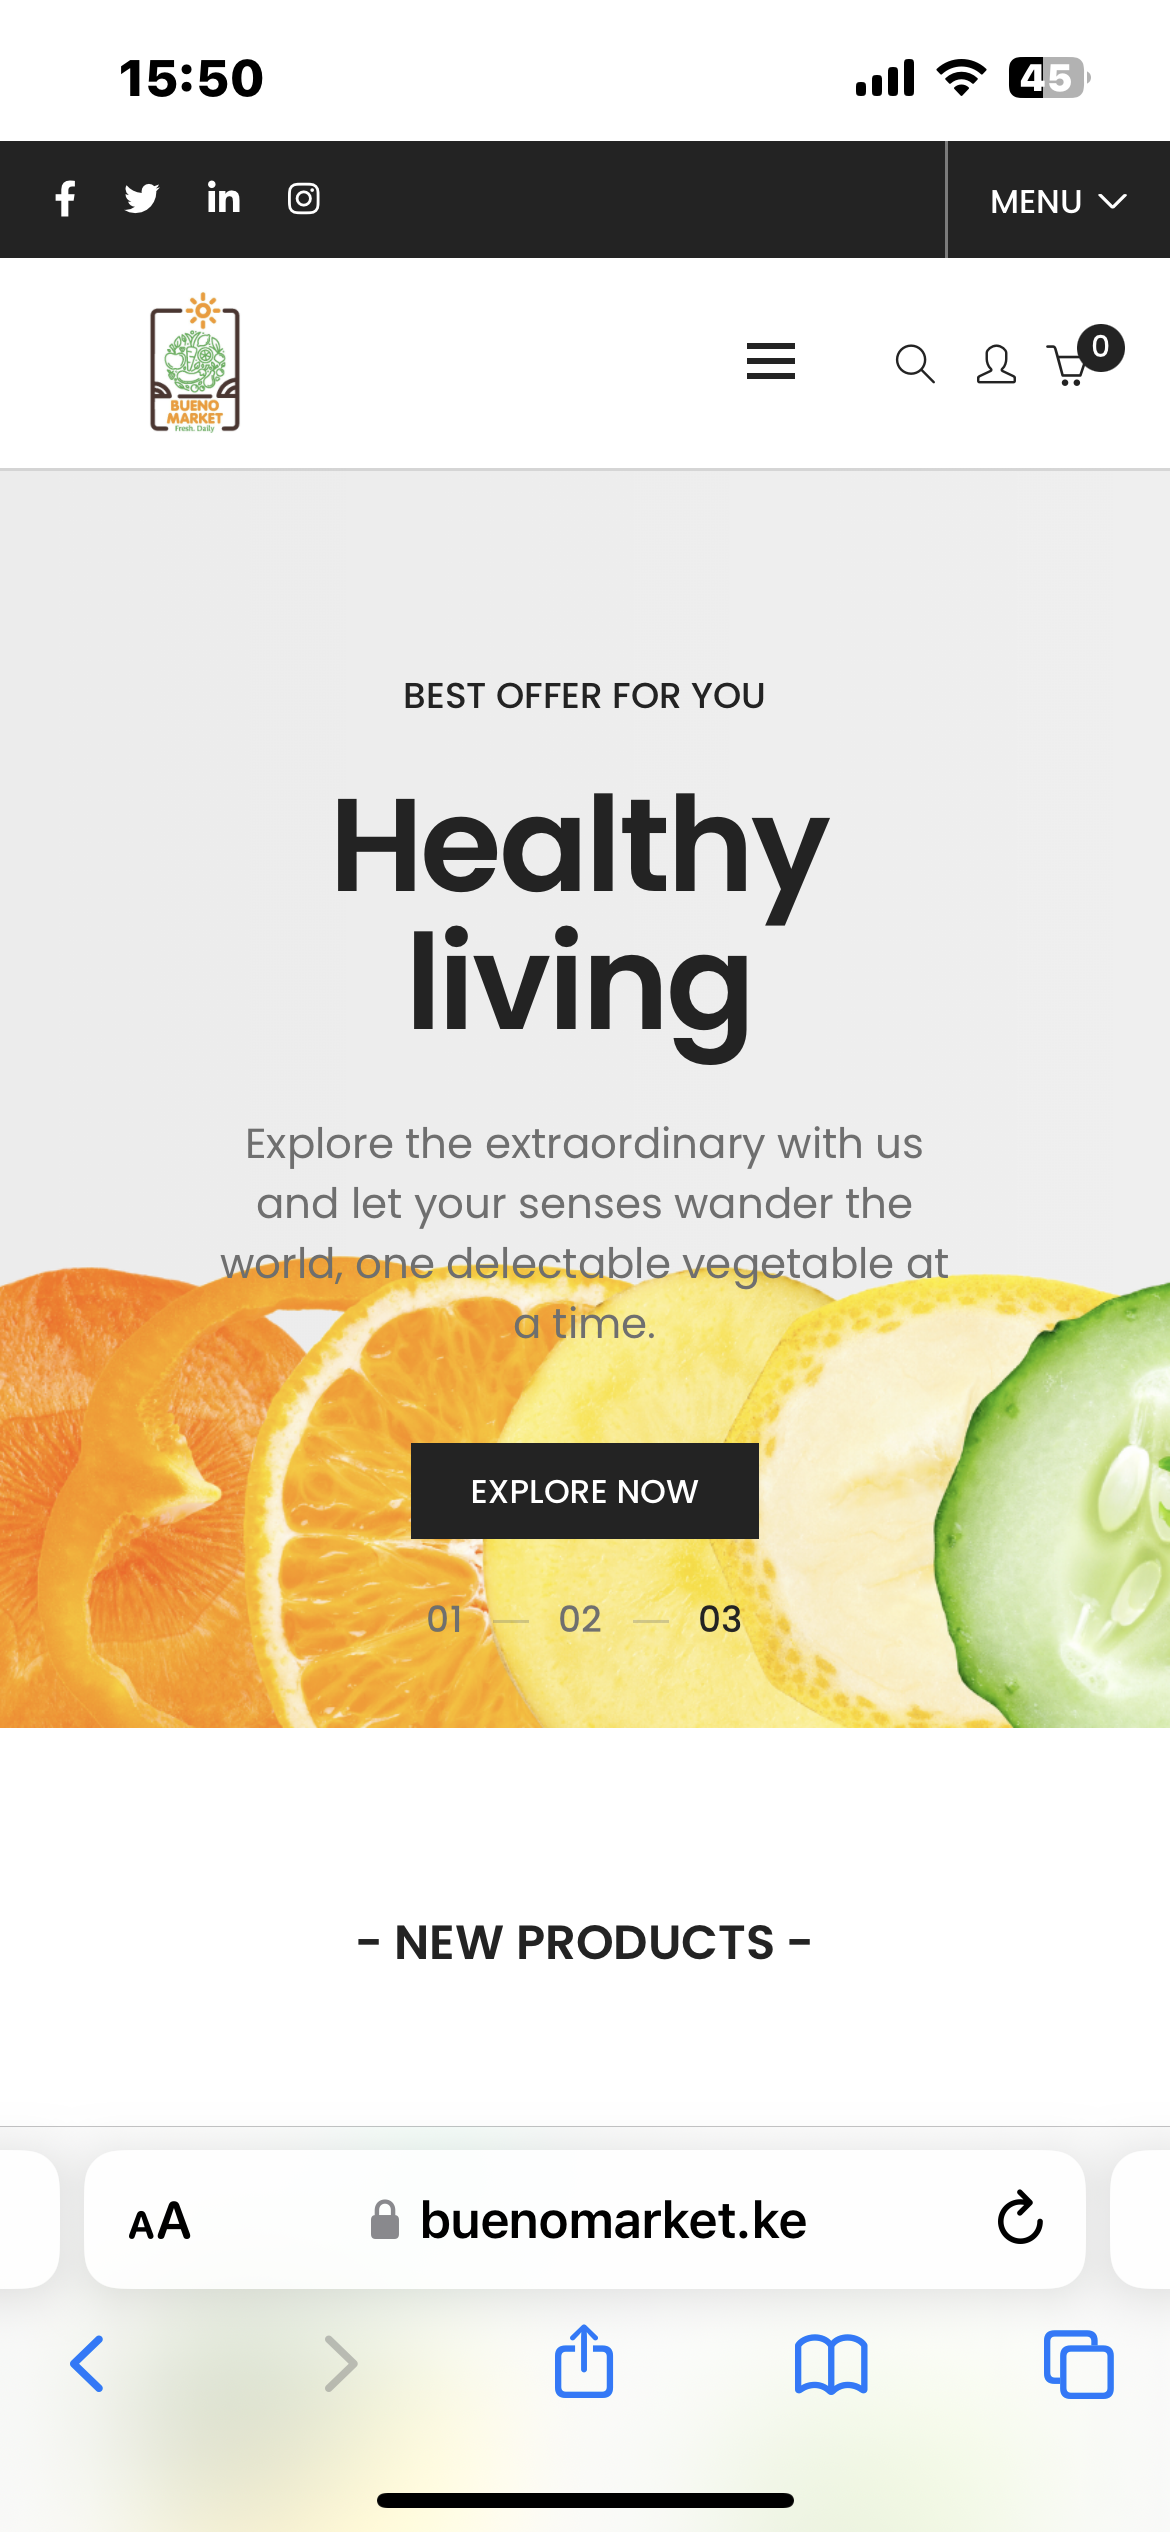 15:50
45
MENU
BUENO
MARKET
Fresh. Daily
0
BEST OFFER FOR YOU
Healthy
living
Explore the extraordinary with us
and let your senses wander the
world, one delectable vegetable at
a time.
EXPLORE NOW
01 — 02 — 03
- NEW PRODUCTS -
AA buenomarket.ke